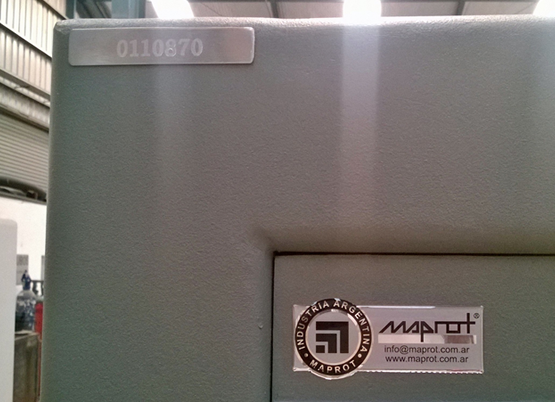 0110870
INDUSTRIA ARGENTINA
MAPROT
maprot®
info@maprot.com.ar
www.maprot.com.ar